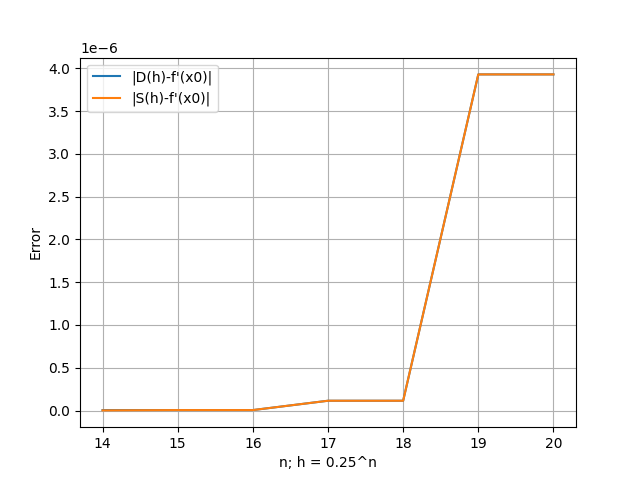 1e−6
|D(h)-f'(x0)|
|S(h)-f'(x0)|
4.0
3.5
3.0
2.5
2.0
1.5
1.0
0.5
0.0
Error
14 15 16 17 18 19 20
n; h = 0.25^n